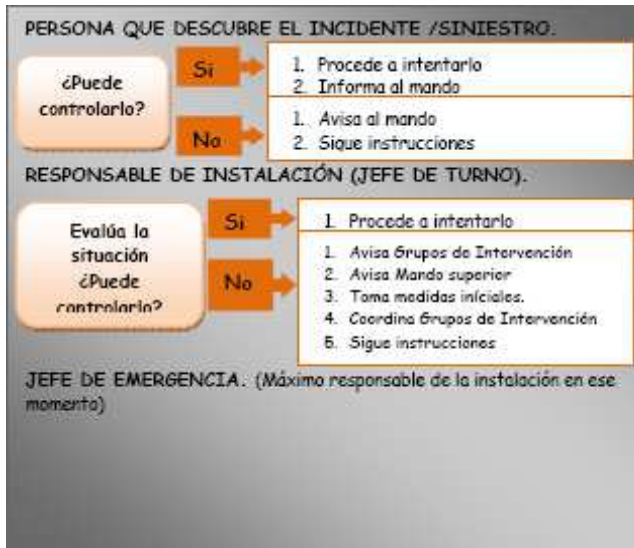 PERSONA QUE DESCUBRE EL INCIDENTE /SINIESTRO.
¿Puede
controlarlo?
Si
1. Procede a intentarlo
2. Informa al mando
No
1. Avisa al mando
2. Sigue instrucciones
RESPONSABLE DE INSTALACIÓN (JEFE DE TURNO).
Evalúa la
situación
¿Puede
controlarlo?
Si
1. Procede a intentarlo
No
1. Avisa Grupos de Intervención
2. Avisa Mando superior
3. Toma medidas iníciales.
4. Coordina Grupos de Intervención
5. Sigue instrucciones
JEFE DE EMERGENCIA. (Máximo responsable de la instalación en ese
momento)